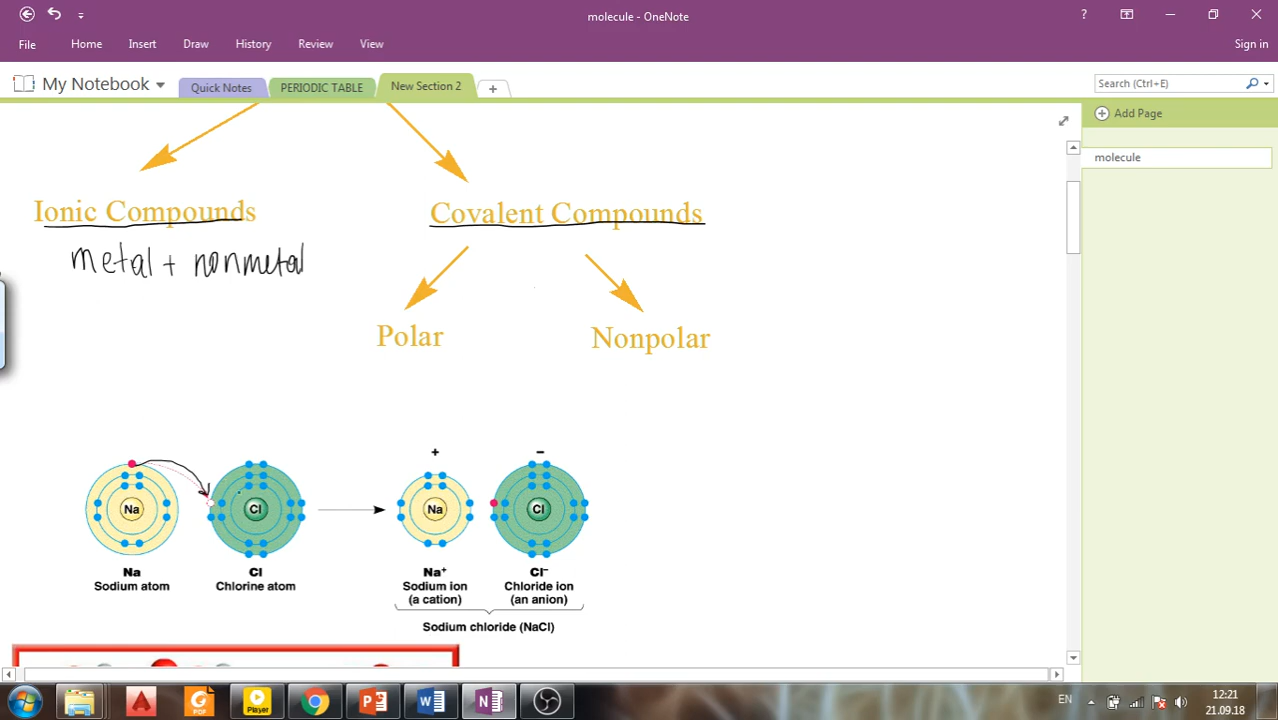 molecule - OneNote
?
File Home Insert Draw History Review View
Sign in
My Notebook
Quick Notes
PERIODIC TABLE
New Section 2
+
Search (Ctrl+E)
Add Page
molecule
Ionic Compounds
Covalent Compounds
metal + nonmetal
Polar
Nonpolar
+ −
Na Cl Na Cl
Na Cl Na⁺ Cl⁻
Sodium atom Chlorine atom Sodium ion Chloride ion
(a cation) (an anion)
Sodium chloride (NaCl)
PDF
Player
EN
12:21
21.09.18